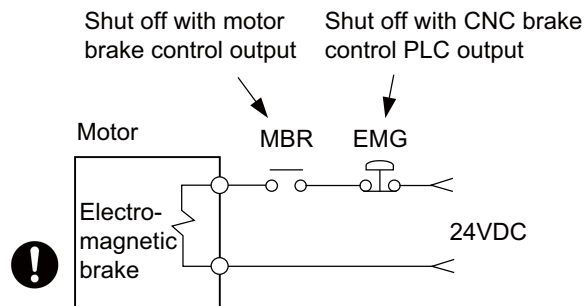 Shut off with motor
brake control output
Shut off with CNC brake
control PLC output
Motor
MBR
EMG
Electro-
magnetic
brake
24VDC